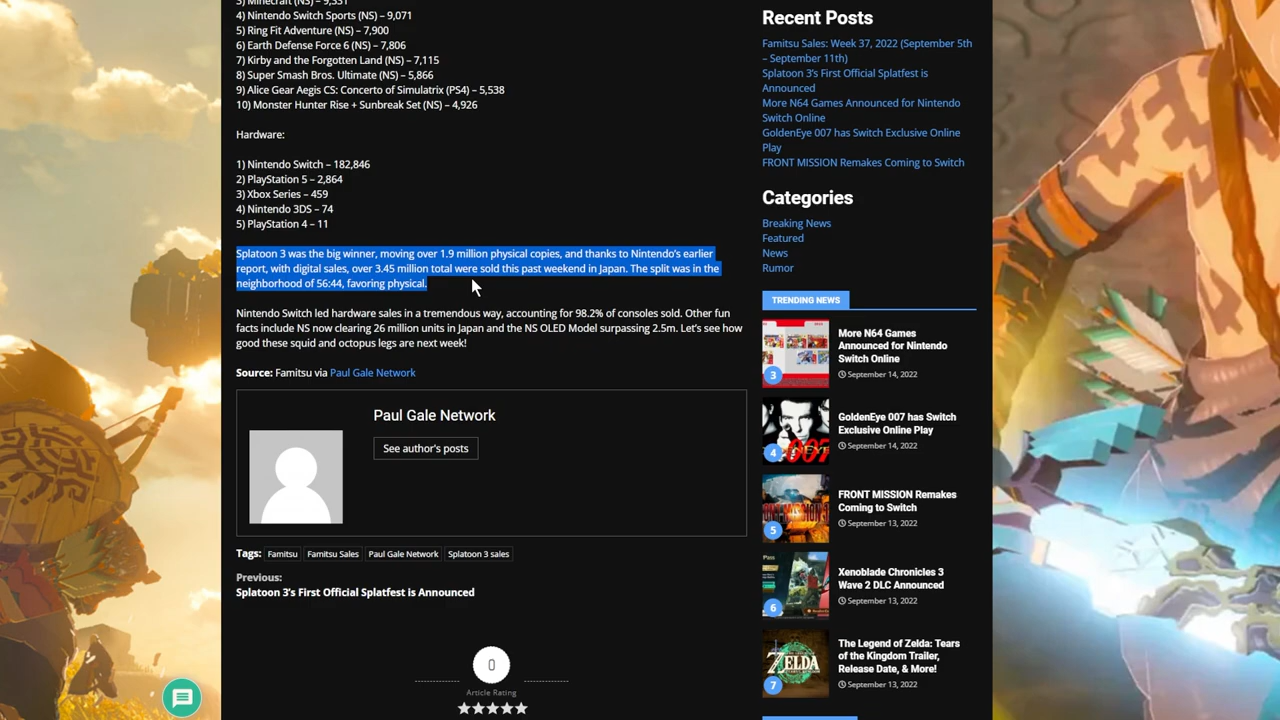 3) Minecraft (NS) – 9,331
4) Nintendo Switch Sports (NS) – 9,071
5) Ring Fit Adventure (NS) – 7,900
6) Earth Defense Force 6 (NS) – 7,806
7) Kirby and the Forgotten Land (NS) – 7,115
8) Super Smash Bros. Ultimate (NS) – 5,866
9) Alice Gear Aegis CS: Concerto of Simulatrix (PS4) – 5,538
10) Monster Hunter Rise + Sunbreak Set (NS) – 4,926
Hardware:
1) Nintendo Switch – 182,846
2) PlayStation 5 – 2,864
3) Xbox Series – 459
4) Nintendo 3DS – 74
5) PlayStation 4 – 11
Splatoon 3 was the big winner, moving over 1.9 million physical copies, and thanks to Nintendo's earlier
report, with digital sales, over 3.45 million total were sold this past weekend in Japan. The split was in the
neighborhood of 56:44, favoring physical.
Nintendo Switch led hardware sales in a tremendous way, accounting for 98.2% of consoles sold. Other fun
facts include NS now clearing 26 million units in Japan and the NS OLED Model surpassing 2.5m. Let's see how
good these squid and octopus legs are next week!
Source: Famitsu via Paul Gale Network
Paul Gale Network
See author's posts
Tags: Famitsu Famitsu Sales Paul Gale Network Splatoon 3 sales
Previous:
Splatoon 3's First Official Splatfest is Announced
0
Article Rating
Recent Posts
Famitsu Sales: Week 37, 2022 (September 5th
– September 11th)
Splatoon 3's First Official Splatfest is
Announced
More N64 Games Announced for Nintendo
Switch Online
GoldenEye 007 has Switch Exclusive Online
Play
FRONT MISSION Remakes Coming to Switch
Categories
Breaking News
Featured
News
Rumor
TRENDING NEWS
3
More N64 Games
Announced for Nintendo
Switch Online
September 14, 2022
4
007
GoldenEye 007 has Switch
Exclusive Online Play
September 14, 2022
5
FRONT MISSION Remakes
Coming to Switch
September 13, 2022
6
Xenoblade Chronicles 3
Wave 2 DLC Announced
September 13, 2022
7
ZELDA
The Legend of Zelda: Tears
of the Kingdom Trailer,
Release Date, & More!
September 13, 2022